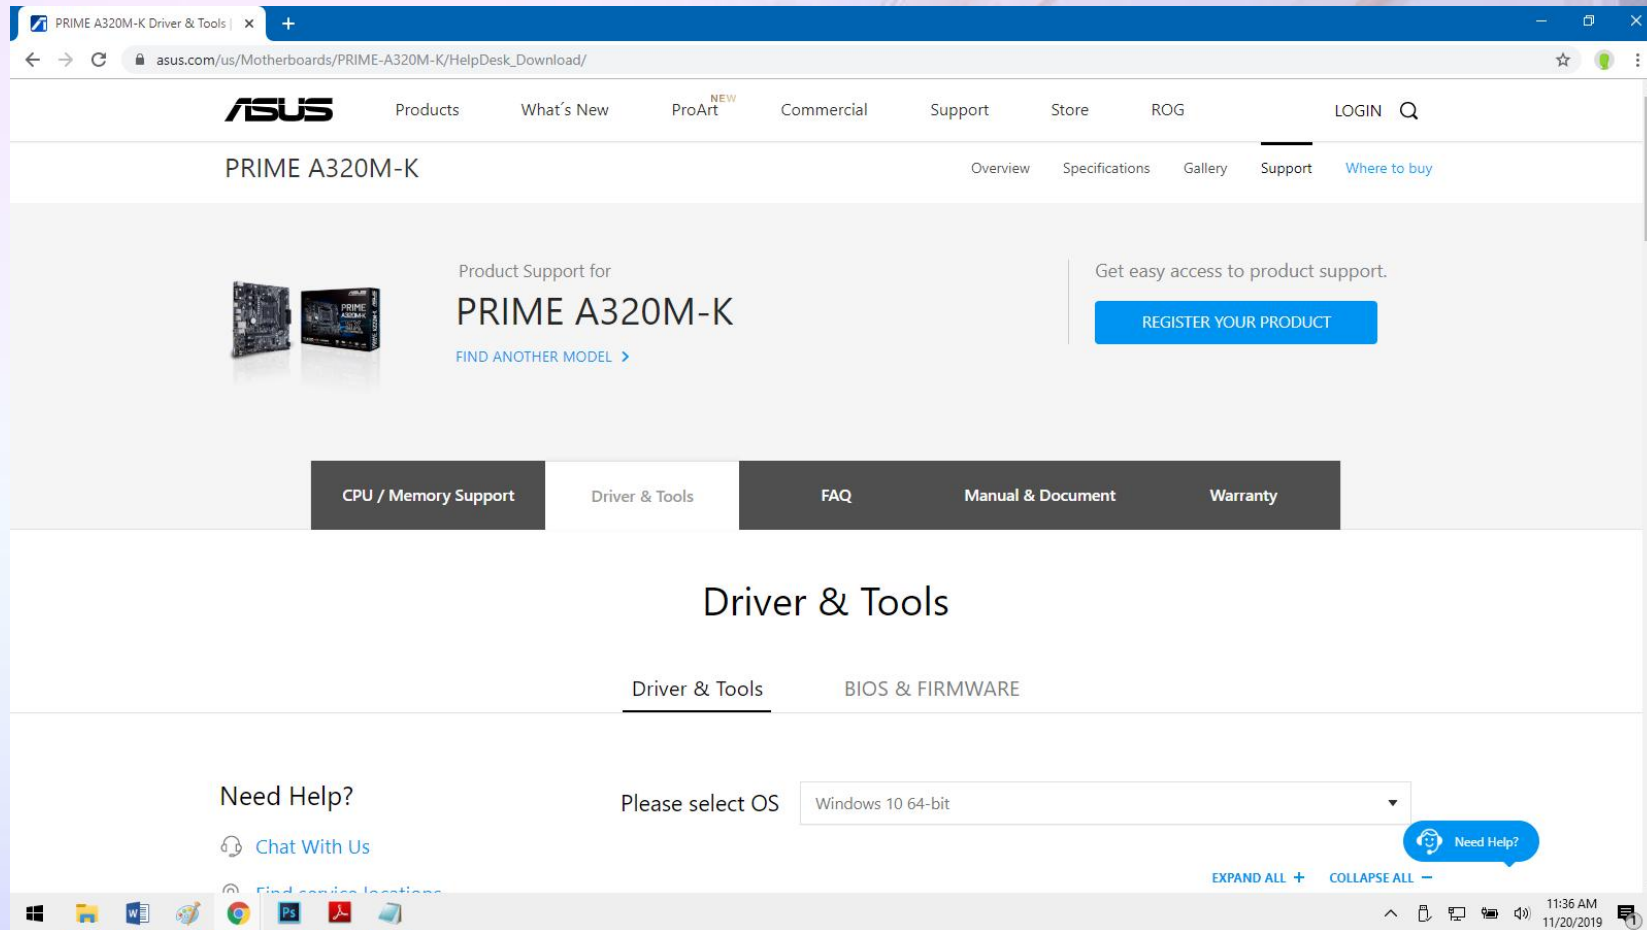 PRIME A320M-K Driver & Tools |
asus.com/us/Motherboards/PRIME-A320M-K/HelpDesk_Download/
ASUS Products What´s New ProArt NEW Commercial Support Store ROG LOGIN
PRIME A320M-K Overview Specifications Gallery Support Where to buy
Product Support for
PRIME A320M-K
FIND ANOTHER MODEL
Get easy access to product support.
REGISTER YOUR PRODUCT
CPU / Memory Support Driver & Tools FAQ Manual & Document Warranty
Driver & Tools
Driver & Tools BIOS & FIRMWARE
Need Help? Please select OS Windows 10 64-bit
Chat With Us
Need Help?
Find service locations
EXPAND ALL + COLLAPSE ALL −
11:36 AM
11/20/2019